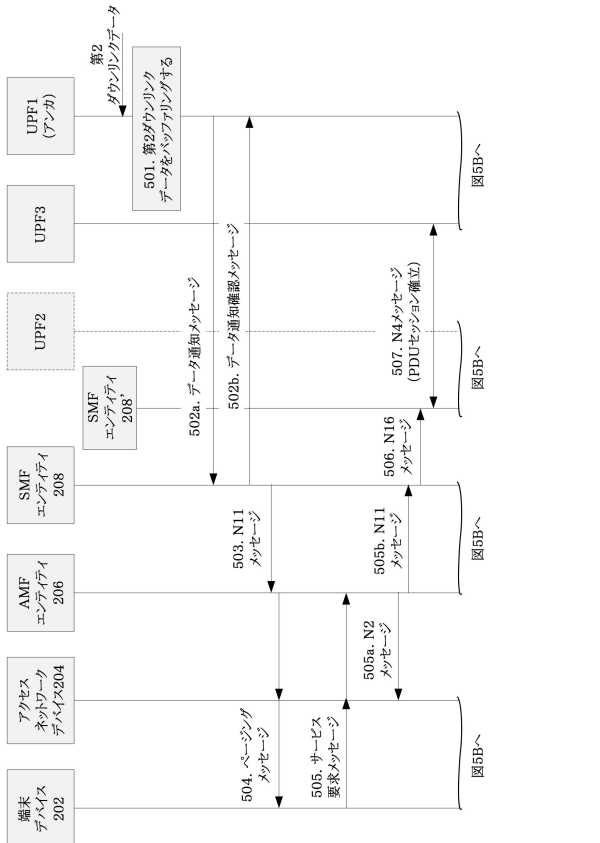 端末
デバイス
202
アクセス
ネットワーク
デバイス204
AMF
エンティティ
206
SMF
エンティティ
208
SMF
エンティティ
208’
UPF2
UPF3
UPF1
(アンカ)
第2
ダウンリンクデータ
501. 第2ダウンリンク
データをバッファリングする
502a. データ通知メッセージ
502b. データ通知確認メッセージ
503. N11
メッセージ
504. ページング
メッセージ
505. サービス
要求メッセージ
505a. N2
メッセージ
505b. N11
メッセージ
506. N16
メッセージ
507. N4メッセージ
(PDUセッション確立)
図5Bへ
図5Bへ
図5Bへ
図5Bへ